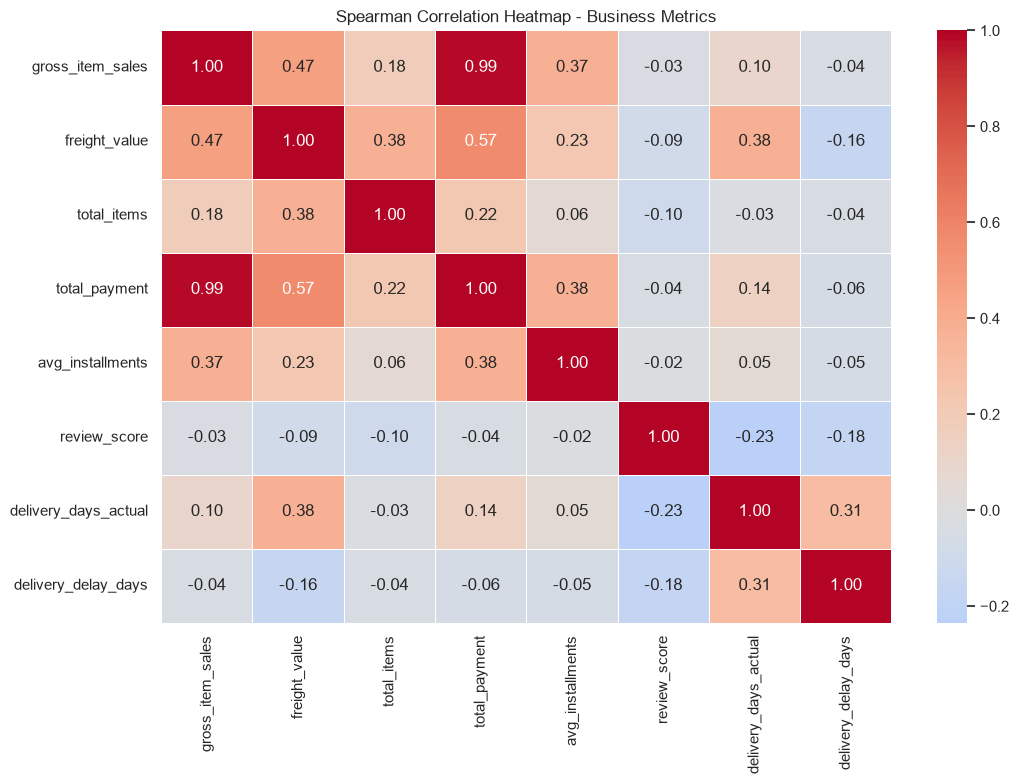 Spearman Correlation Heatmap - Business Metrics
gross_item_sales 1.00 0.47 0.18 0.99 0.37 -0.03 0.10 -0.04
freight_value 0.47 1.00 0.38 0.57 0.23 -0.09 0.38 -0.16
total_items 0.18 0.38 1.00 0.22 0.06 -0.10 -0.03 -0.04
total_payment 0.99 0.57 0.22 1.00 0.38 -0.04 0.14 -0.06
avg_installments 0.37 0.23 0.06 0.38 1.00 -0.02 0.05 -0.05
review_score -0.03 -0.09 -0.10 -0.04 -0.02 1.00 -0.23 -0.18
delivery_days_actual 0.10 0.38 -0.03 0.14 0.05 -0.23 1.00 0.31
delivery_delay_days -0.04 -0.16 -0.04 -0.06 -0.05 -0.18 0.31 1.00
gross_item_sales
freight_value
total_items
total_payment
avg_installments
review_score
delivery_days_actual
delivery_delay_days
1.0
0.8
0.6
0.4
0.2
0.0
−0.2